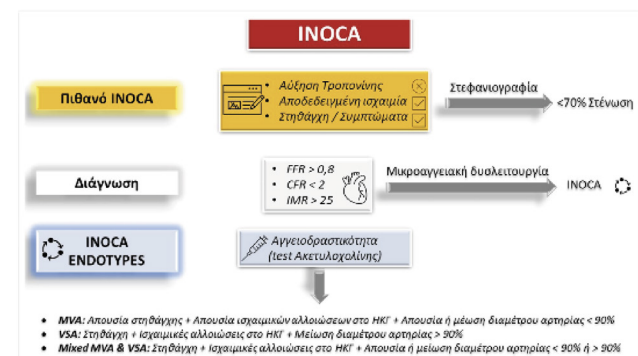 INOCA
Πιθανό INOCA
• Αύξηση Τροπονίνης
• Αποδεδειγμένη ισχαιμία
• Στηθάγχη / Συμπτώματα
Στεφανιογραφία
<70% Στένωση
Διάγνωση
• FFR > 0,8
• CFR < 2
• IMR > 25
Μικροαγγειακή δυσλειτουργία
INOCA
INOCA
ENDOTYPES
Αγγειοδραστικότητα
(test Ακετυλοχολίνης)
• MVA: Απουσία στηθάγχης + Απουσία ισχαιμικών αλλοιώσεων στο ΗΚΓ + Απουσία ή μέωση διαμέτρου αρτηρίας < 90%
• VSA: Στηθάγχη + Ισχαιμικές αλλοιώσεις στο ΗΚΓ + Μείωση διαμέτρου αρτηρίας > 90%
• Mixed MVA & VSA: Στηθάγχη + Ισχαιμικές αλλοιώσεις στο ΗΚΓ + Απουσία ή μείωση διαμέτρου αρτηρίας < 90% ή > 90%